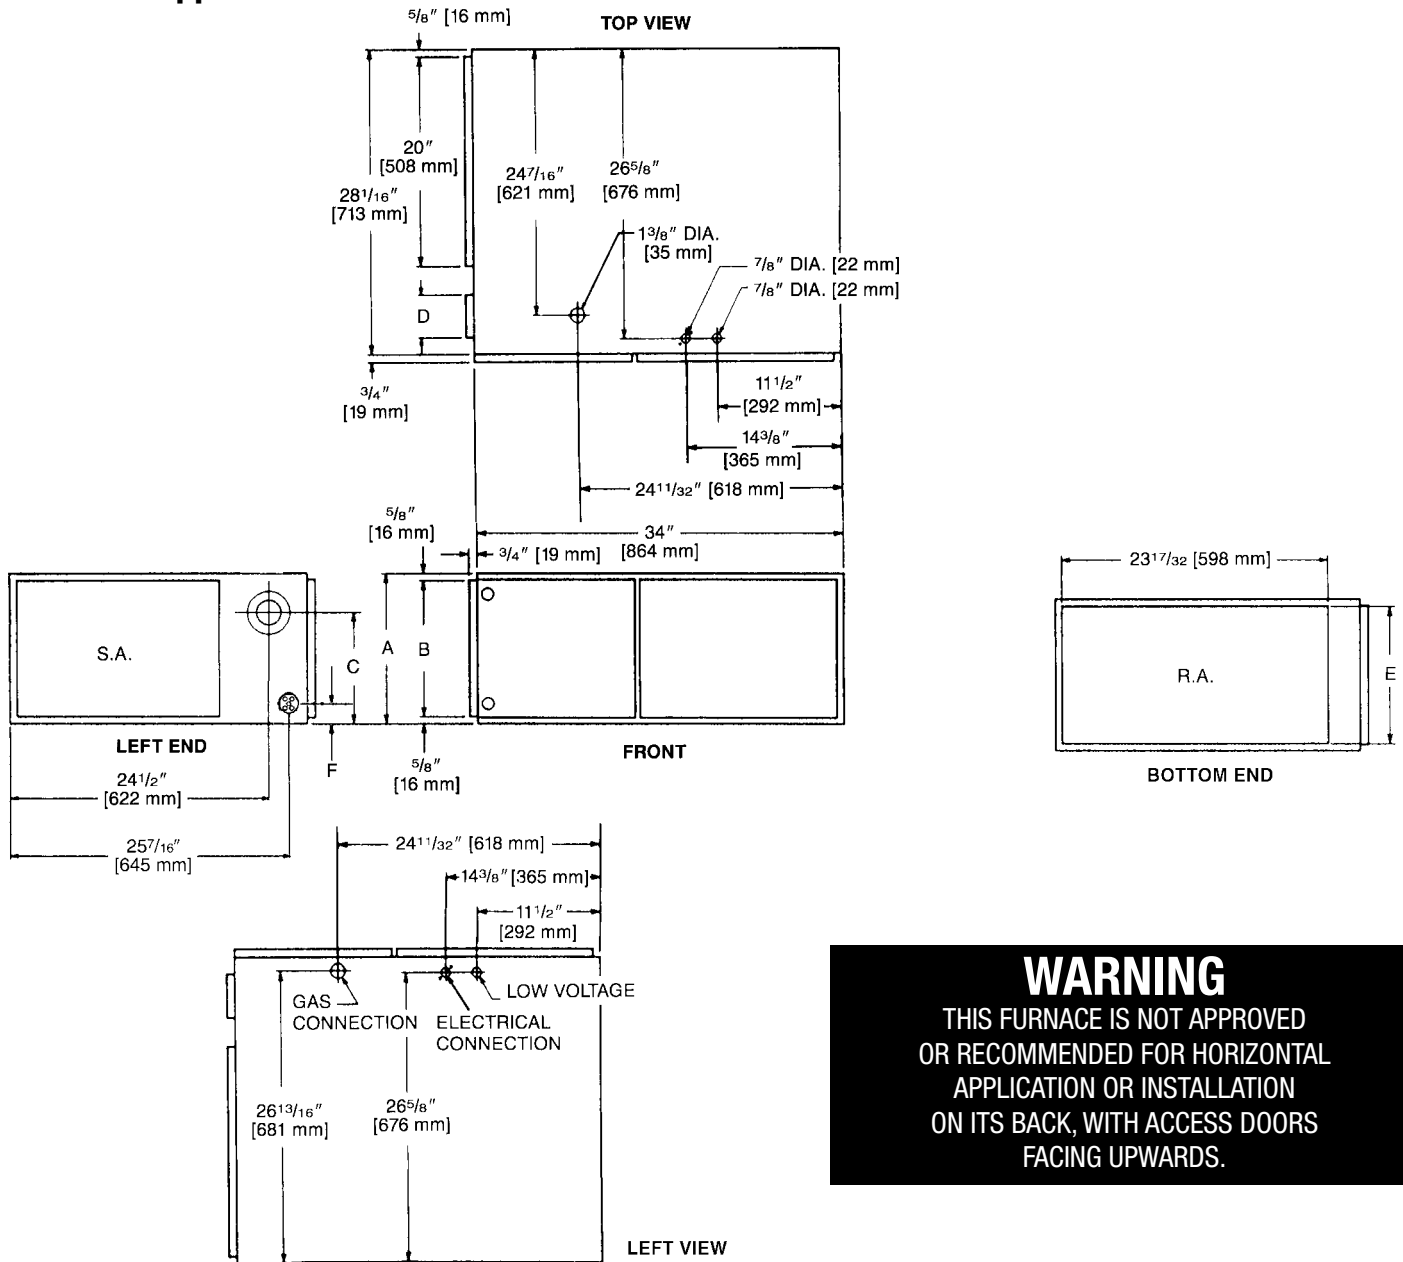 5/8" [16 mm]
TOP VIEW
20"
[508 mm]
24 7/16"
[621 mm]
26 5/8"
[676 mm]
28 1/16"
[713 mm]
1 3/8" DIA.
[35 mm]
7/8" DIA. [22 mm]
7/8" DIA. [22 mm]
D
3/4"
[19 mm]
11 1/2"
[292 mm]
14 3/8"
[365 mm]
24 11/32" [618 mm]
5/8"
[16 mm]
34"
[864 mm]
3/4" [19 mm]
23 17/32 [598 mm]
S.A.
C
A
B
R.A.
E
LEFT END
F
FRONT
5/8"
[16 mm]
BOTTOM END
24 1/2"
[622 mm]
25 7/16"
[645 mm]
24 11/32" [618 mm]
14 3/8" [365 mm]
11 1/2"
[292 mm]
GAS
CONNECTION
LOW VOLTAGE
ELECTRICAL
CONNECTION
26 13/16"
[681 mm]
26 5/8"
[676 mm]
LEFT VIEW
WARNING
THIS FURNACE IS NOT APPROVED
OR RECOMMENDED FOR HORIZONTAL
APPLICATION OR INSTALLATION
ON ITS BACK, WITH ACCESS DOORS
FACING UPWARDS.